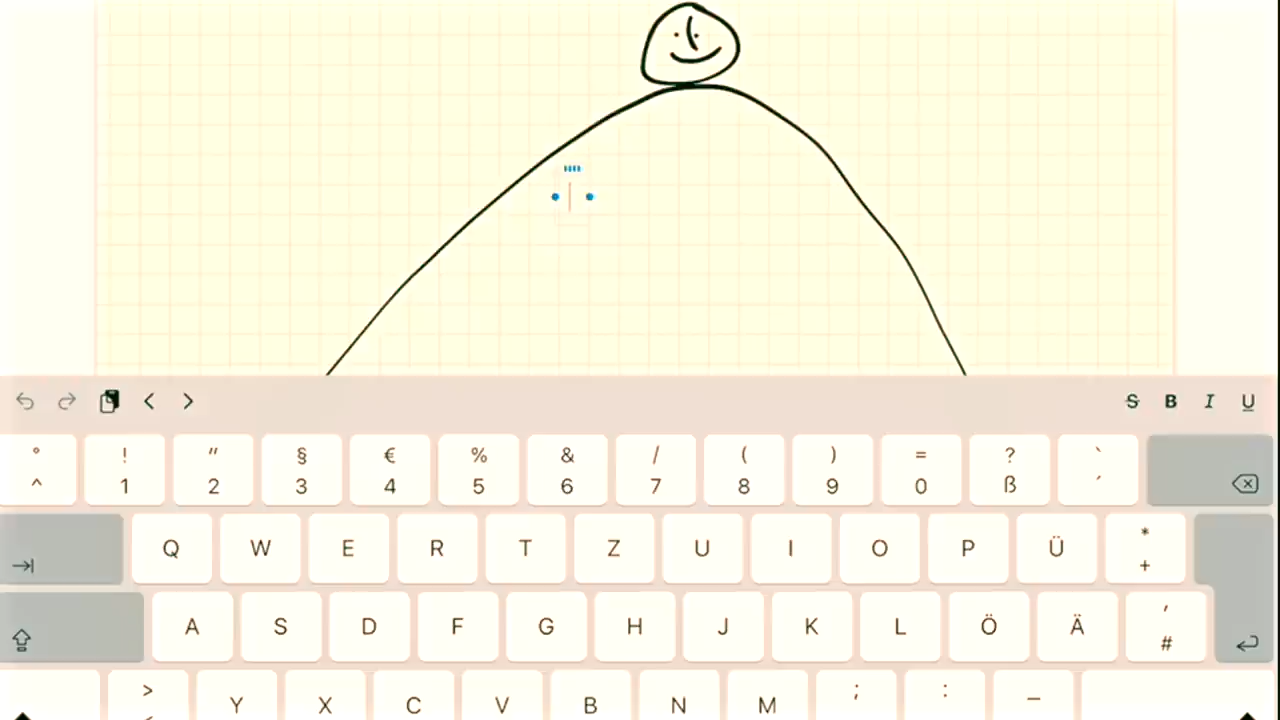 S B I U
° ! " § € % & / ( ) = ? `
^ 1 2 3 4 5 6 7 8 9 0 ß ´
Q W E R T Z U I O P Ü *
+
A S D F G H J K L Ö Ä '
#
> Y X C V B N M ; : _